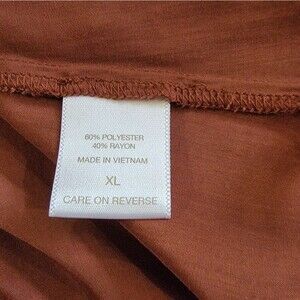 60% POLYESTER
40% RAYON
MADE IN VIETNAM
XL
CARE ON REVERSE